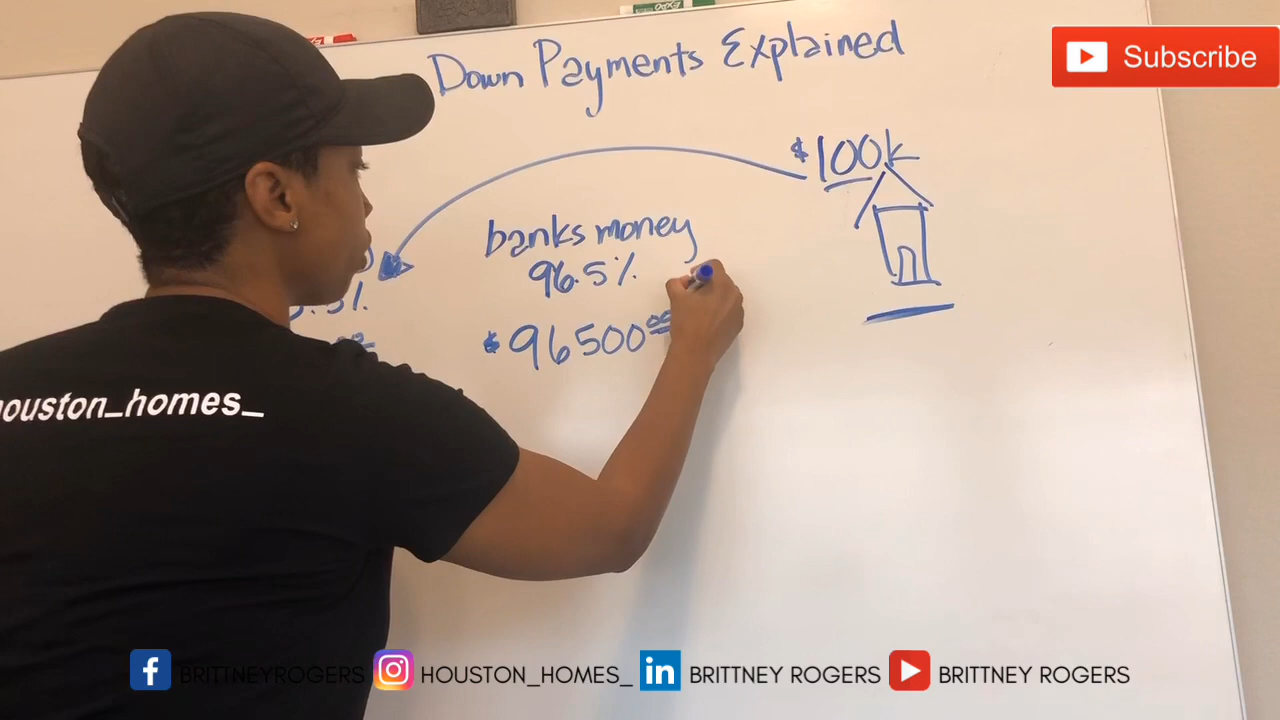 Down Payments Explained
Subscribe
$100k
banks money
96.5%
$96500
houston_homes_
BRITTNEYROGERS
HOUSTON_HOMES_
BRITTNEY ROGERS
BRITTNEY ROGERS